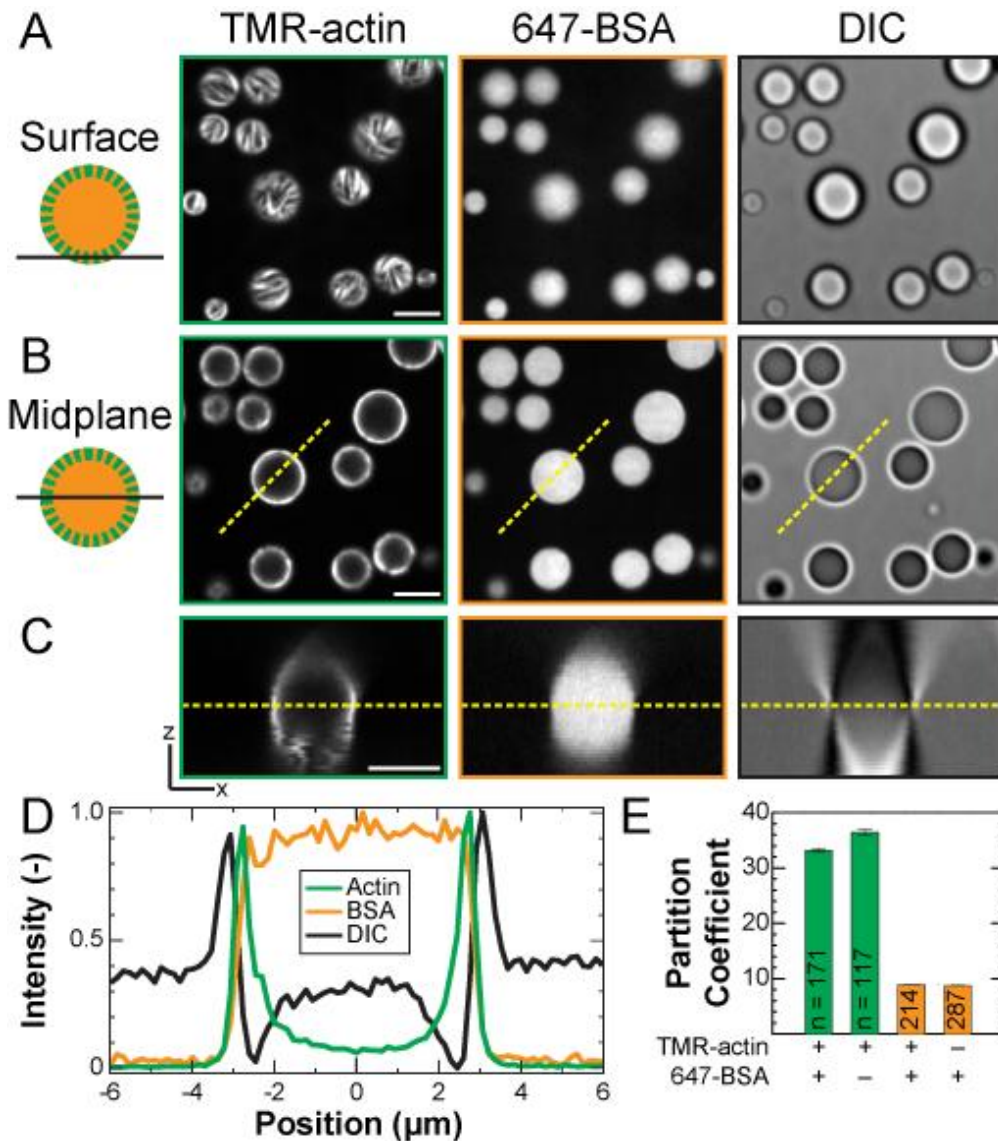 A
TMR-actin
647-BSA
DIC
Surface
B
Midplane
C
z
x
D
1.0
0.5
0
Intensity (-)
Actin
BSA
DIC
-6
-4
-2
0
2
4
6
Position (µm)
E
40
30
20
10
Partition
Coefficient
n = 171
n = 117
214
287
TMR-actin + + + –
647-BSA + – + +